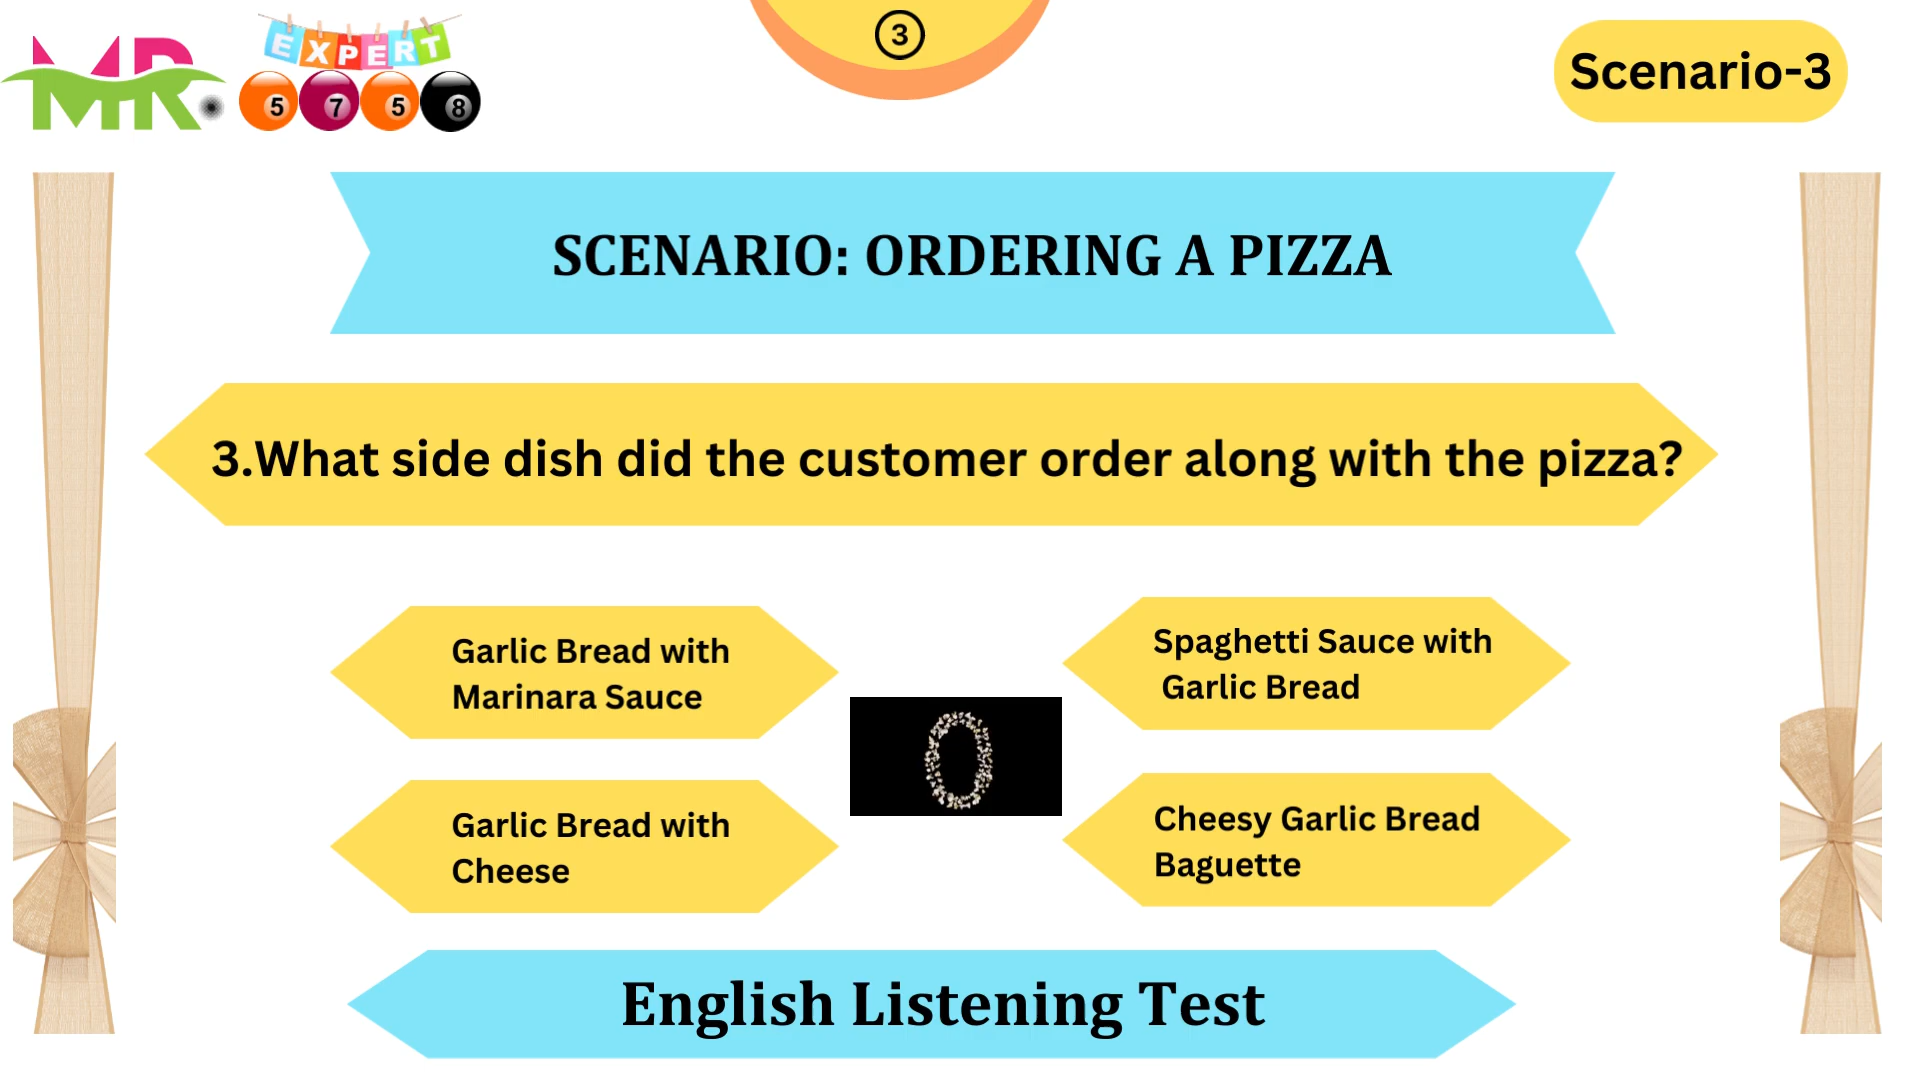 MR.
EXPERT
5 7 5 8
3
Scenario-3
SCENARIO: ORDERING A PIZZA
3.What side dish did the customer order along with the pizza?
Garlic Bread with
Marinara Sauce
Spaghetti Sauce with
Garlic Bread
0
Garlic Bread with
Cheese
Cheesy Garlic Bread
Baguette
English Listening Test